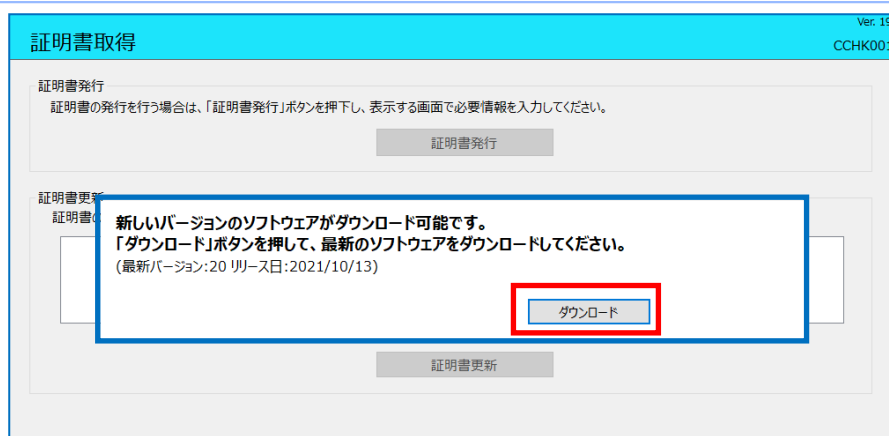 Ver. 19
証明書取得
CCHK001
証明書発行
証明書の発行を行う場合は、「証明書発行」ボタンを押下し、表示する画面で必要情報を入力してください。
証明書発行
証明書更新
証明書の
新しいバージョンのソフトウェアがダウンロード可能です。
「ダウンロード」ボタンを押して、最新のソフトウェアをダウンロードしてください。
(最新バージョン:20 リリース日:2021/10/13)
ダウンロード
証明書更新